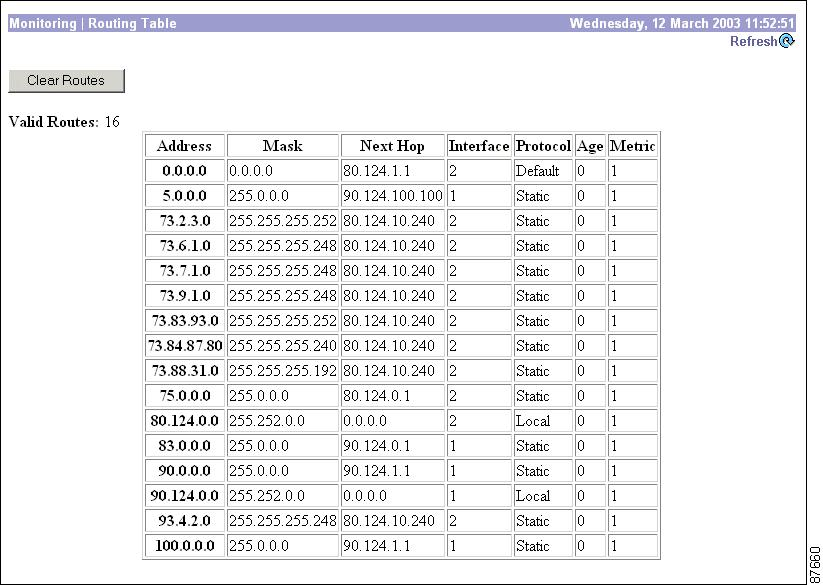 Monitoring | Routing Table Wednesday, 12 March 2003 11:52:51
Refresh
Clear Routes
Valid Routes: 16
Address Mask Next Hop Interface Protocol Age Metric
0.0.0.0 0.0.0.0 80.124.1.1 2 Default 0 1
5.0.0.0 255.0.0.0 90.124.100.100 1 Static 0 1
73.2.3.0 255.255.255.252 80.124.10.240 2 Static 0 1
73.6.1.0 255.255.255.248 80.124.10.240 2 Static 0 1
73.7.1.0 255.255.255.248 80.124.10.240 2 Static 0 1
73.9.1.0 255.255.255.248 80.124.10.240 2 Static 0 1
73.83.93.0 255.255.255.252 80.124.10.240 2 Static 0 1
73.84.87.80 255.255.255.240 80.124.10.240 2 Static 0 1
73.88.31.0 255.255.255.192 80.124.10.240 2 Static 0 1
75.0.0.0 255.0.0.0 80.124.0.1 2 Static 0 1
80.124.0.0 255.252.0.0 0.0.0.0 2 Local 0 1
83.0.0.0 255.0.0.0 90.124.0.1 1 Static 0 1
90.0.0.0 255.0.0.0 90.124.1.1 1 Static 0 1
90.124.0.0 255.252.0.0 0.0.0.0 1 Local 0 1
93.4.2.0 255.255.255.248 80.124.10.240 2 Static 0 1
100.0.0.0 255.0.0.0 90.124.1.1 1 Static 0 1
87660